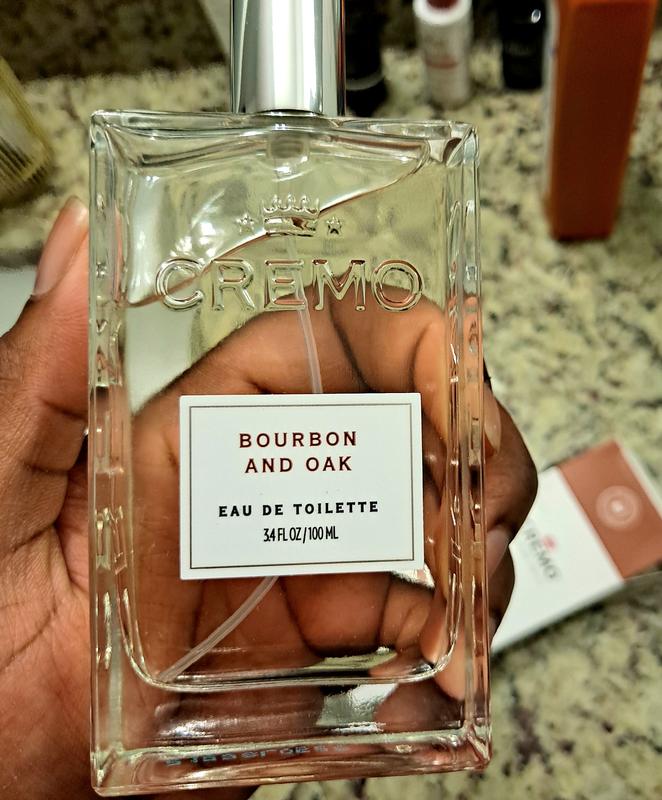 CREMO
BOURBON
AND OAK
EAU DE TOILETTE
3.4 FL OZ / 100 ML